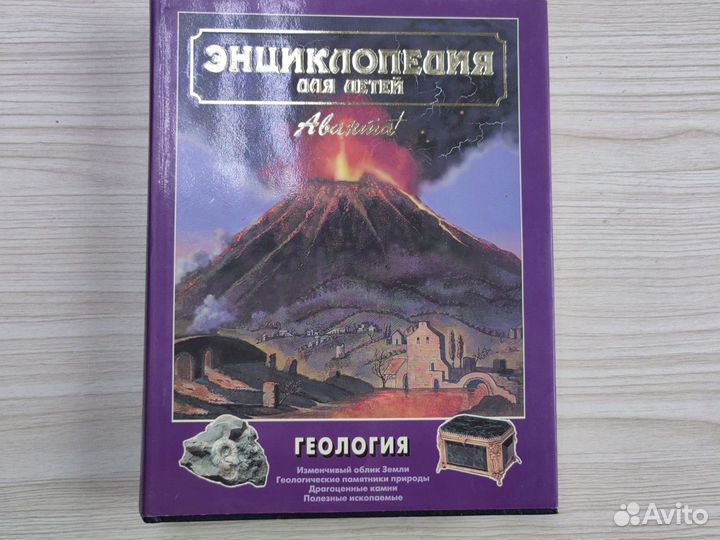 ЭНЦИКЛОПЕДИЯ
ДЛЯ ДЕТЕЙ
Аванта+
ГЕОЛОГИЯ
Изменчивый облик Земли
Геологические памятники природы
Драгоценные камни
Полезные ископаемые
Avito